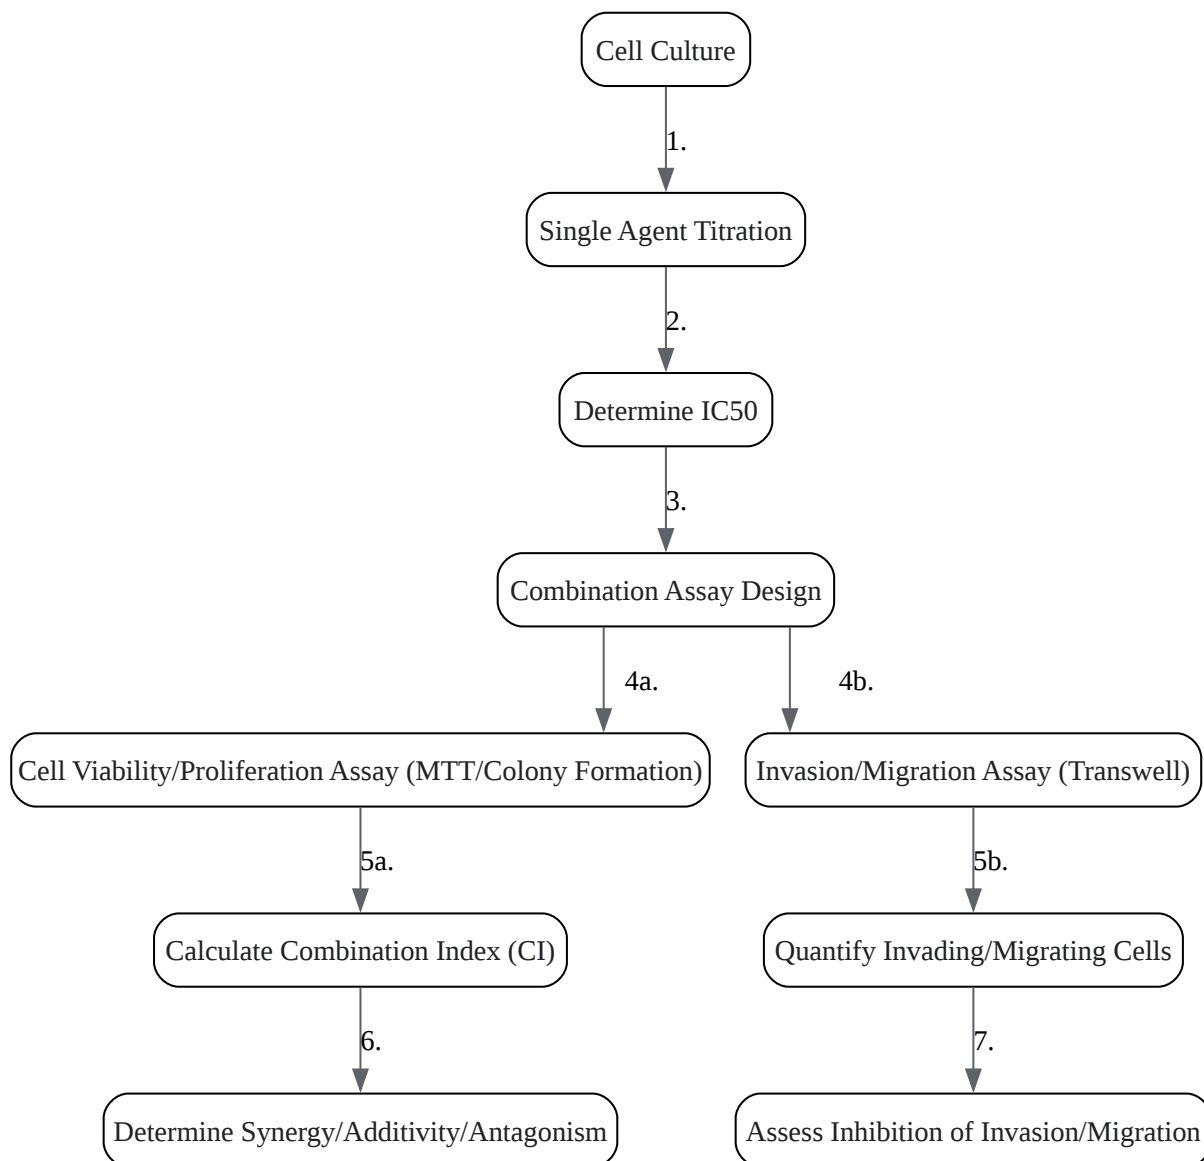 Cell Culture
1.
Single Agent Titration
2.
Determine IC50
3.
Combination Assay Design
4a.
4b.
Cell Viability/Proliferation Assay (MTT/Colony Formation)
Invasion/Migration Assay (Transwell)
5a.
5b.
Calculate Combination Index (CI)
Quantify Invading/Migrating Cells
6.
7.
Determine Synergy/Additivity/Antagonism
Assess Inhibition of Invasion/Migration